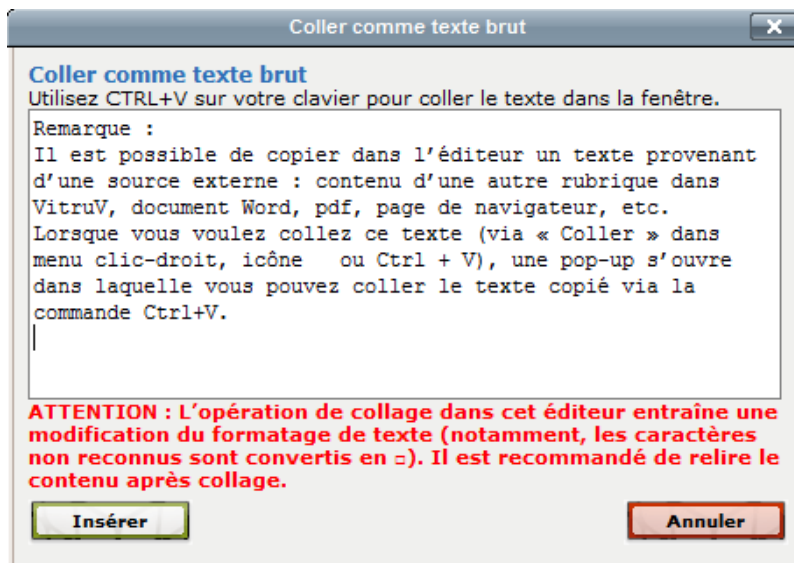 Coller comme texte brut
Coller comme texte brut
Utilisez CTRL+V sur votre clavier pour coller le texte dans la fenêtre.
Remarque :
Il est possible de copier dans l’éditeur un texte provenant
d’une source externe : contenu d’une autre rubrique dans
VitruV, document Word, pdf, page de navigateur, etc.
Lorsque vous voulez collez ce texte (via « Coller » dans
menu clic-droit, icône   ou Ctrl + V), une pop-up s’ouvre
dans laquelle vous pouvez coller le texte copié via la
commande Ctrl+V.
ATTENTION : L’opération de collage dans cet éditeur entraîne une
modification du formatage de texte (notamment, les caractères
non reconnus sont convertis en □). Il est recommandé de relire le
contenu après collage.
Insérer
Annuler